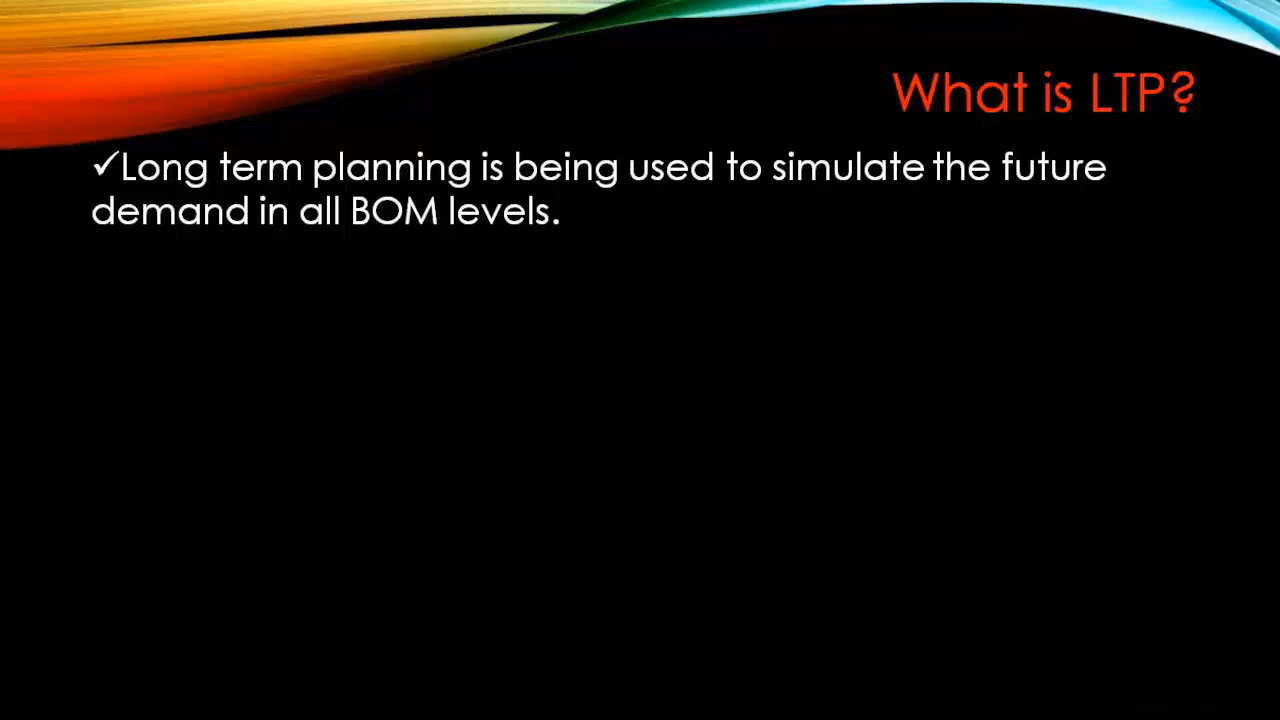 What is LTP?
✓Long term planning is being used to simulate the future
demand in all BOM levels.